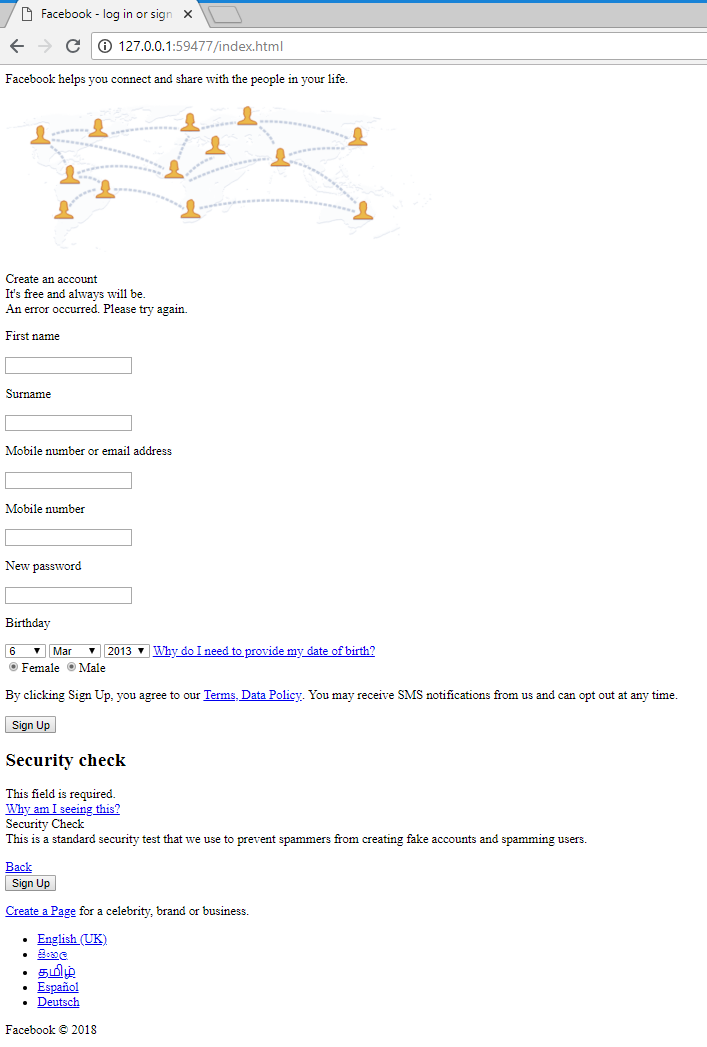 Facebook - log in or sign
127.0.0.1:59477/index.html
Facebook helps you connect and share with the people in your life.
Create an account
It's free and always will be.
An error occurred. Please try again.
First name
Surname
Mobile number or email address
Mobile number
New password
Birthday
6 Mar 2013 Why do I need to provide my date of birth?
Female Male
By clicking Sign Up, you agree to our Terms, Data Policy. You may receive SMS notifications from us and can opt out at any time.
Sign Up
Security check
This field is required.
Why am I seeing this?
Security Check
This is a standard security test that we use to prevent spammers from creating fake accounts and spamming users.
Back
Sign Up
Create a Page for a celebrity, brand or business.
English (UK)
සිංහල
தமிழ்
Español
Deutsch
Facebook © 2018